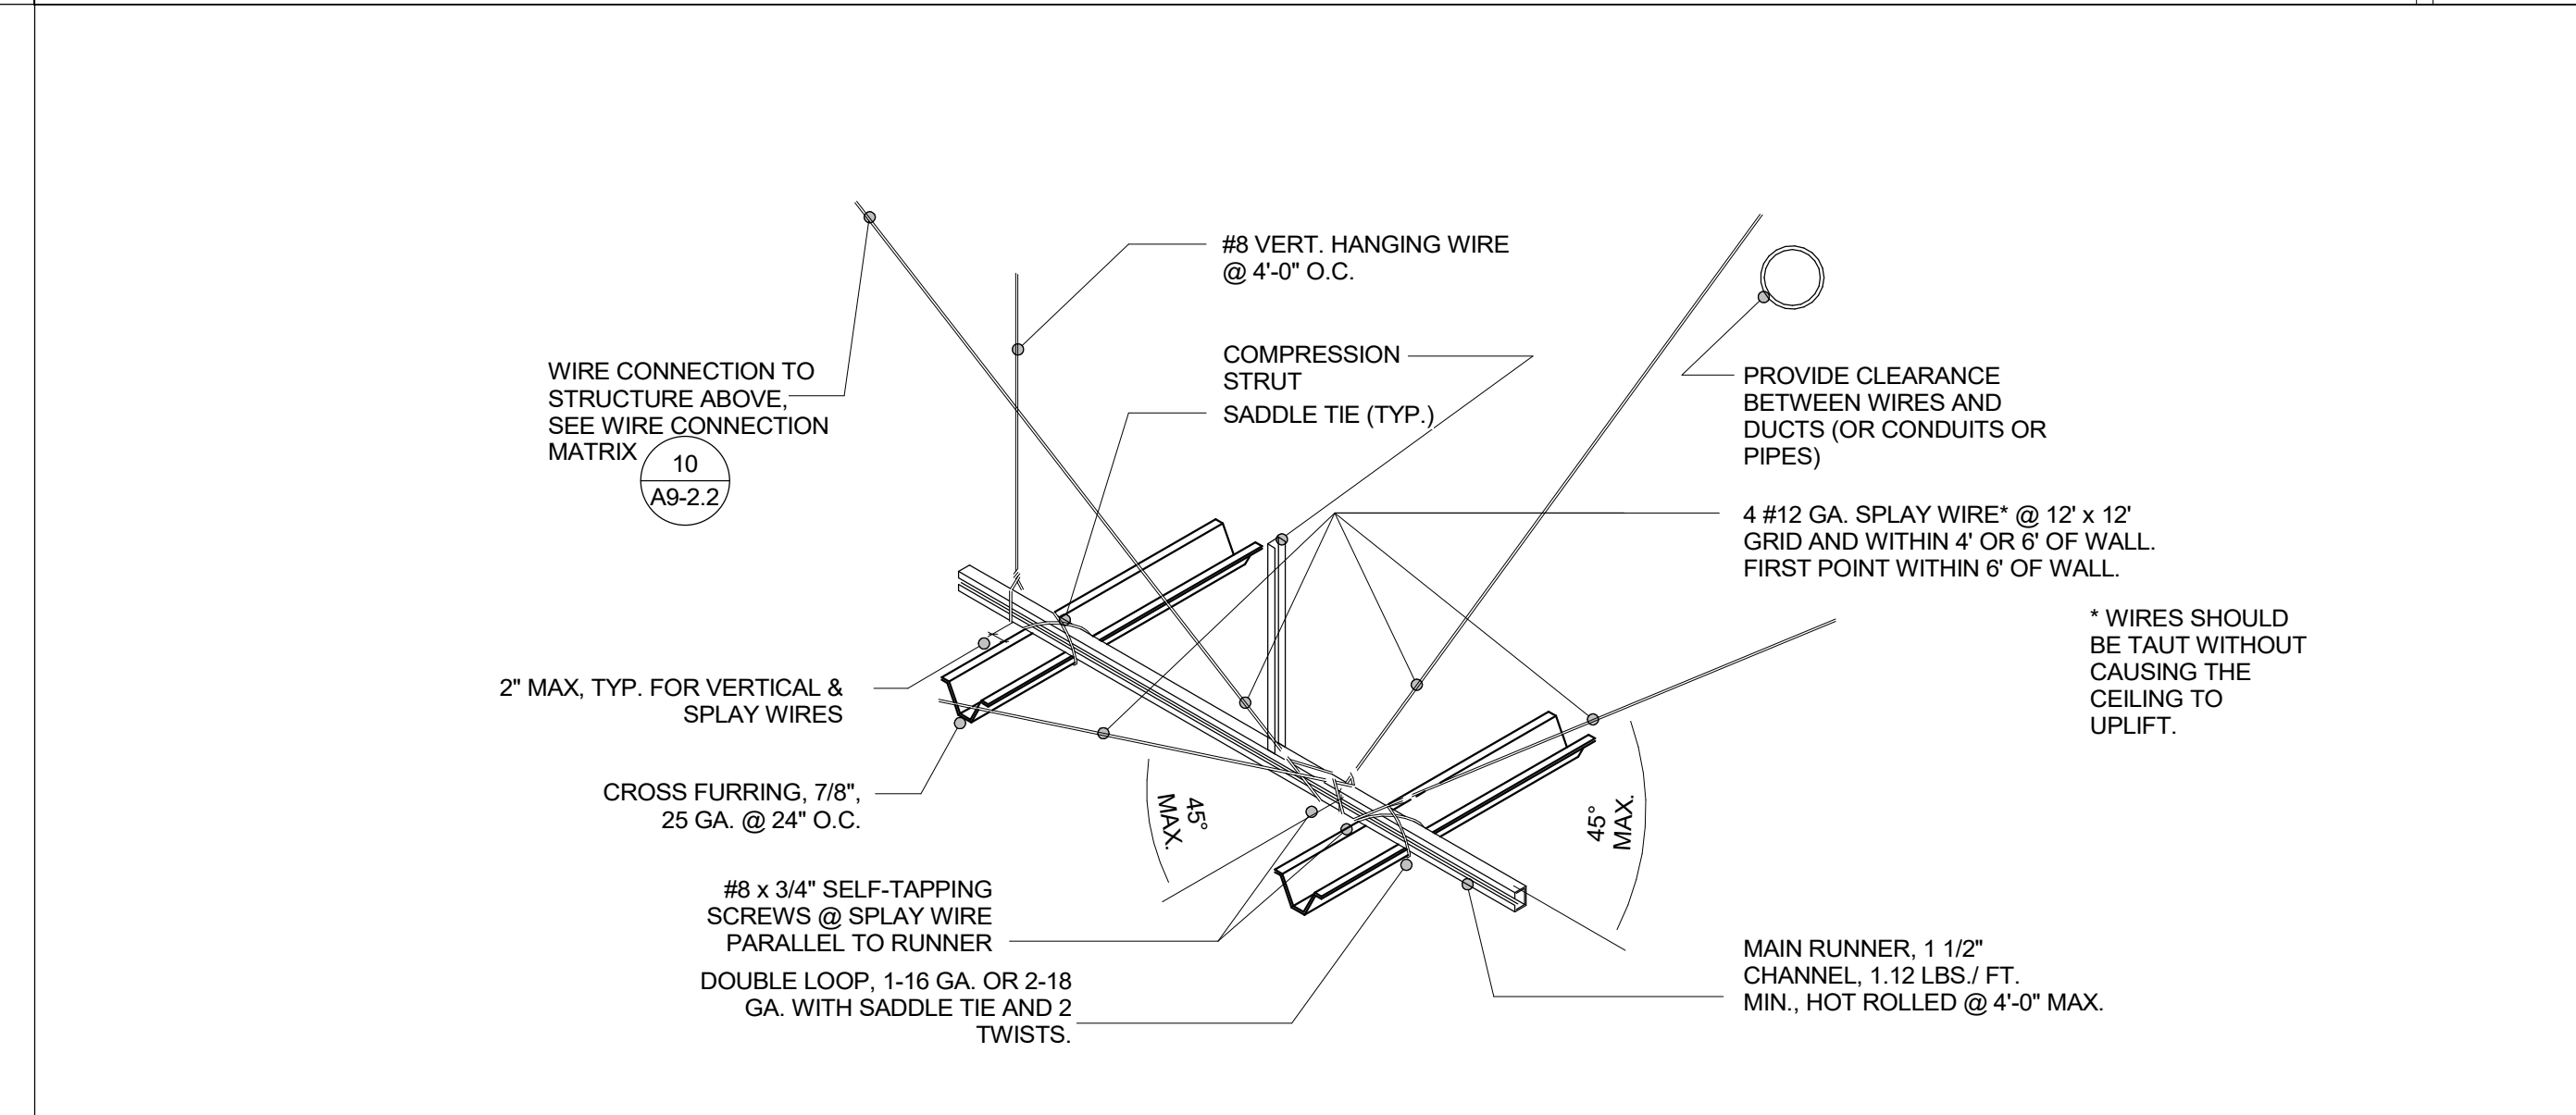 #8 VERT. HANGING WIRE
@ 4'-0" O.C.
COMPRESSION
STRUT
SADDLE TIE (TYP.)
WIRE CONNECTION TO
STRUCTURE ABOVE,
SEE WIRE CONNECTION
MATRIX
10
A9-2.2
PROVIDE CLEARANCE
BETWEEN WIRES AND
DUCTS (OR CONDUITS OR
PIPES)
4 #12 GA. SPLAY WIRE* @ 12' x 12'
GRID AND WITHIN 4' OR 6' OF WALL.
FIRST POINT WITHIN 6' OF WALL.
* WIRES SHOULD
BE TAUT WITHOUT
CAUSING THE
CEILING TO
UPLIFT.
2" MAX, TYP. FOR VERTICAL &
SPLAY WIRES
CROSS FURRING, 7/8",
25 GA. @ 24" O.C.
45°
MAX.
45°
MAX.
#8 x 3/4" SELF-TAPPING
SCREWS @ SPLAY WIRE
PARALLEL TO RUNNER
DOUBLE LOOP, 1-16 GA. OR 2-18
GA. WITH SADDLE TIE AND 2
TWISTS.
MAIN RUNNER, 1 1/2"
CHANNEL, 1.12 LBS./ FT.
MIN., HOT ROLLED @ 4'-0" MAX.